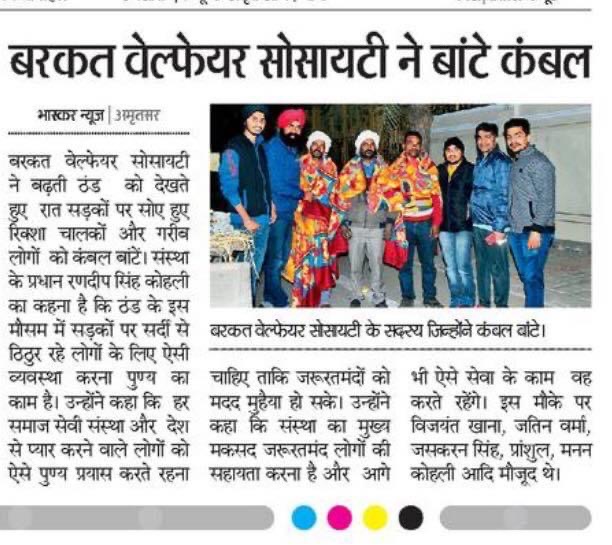 बरकत वेल्फेयर सोसायटी ने बांटे कंबल
भास्कर न्यूज | अमृतसर
बरकत वेल्फेयर सोसायटी
ने बढ़ती ठंड को देखते
हुए रात सड़कों पर सोए हुए
रिक्शा चालकों और गरीब
लोगों को कंबल बांटें। संस्था
के प्रधान रणदीप सिंह कोहली
का कहना है कि ठंड के इस
मौसम में सड़कों पर सर्दी से
ठिठुर रहे लोगों के लिए ऐसी
व्यवस्था करना पुण्य का
काम है। उन्होंने कहा कि हर
समाज सेवी संस्था और देश
से प्यार करने वाले लोगों को
ऐसे पुण्य प्रयास करते रहना
बरकत वेल्फेयर सोसायटी के सदस्य जिन्होंने कंबल बांटे।
चाहिए ताकि जरूरतमंदों को
मदद मुहैया हो सके। उन्होंने
कहा कि संस्था का मुख्य
मकसद जरूरतमंद लोगों की
सहायता करना है और आगे
भी ऐसे सेवा के काम वह
करते रहेंगे। इस मौके पर
विजयंत खाना, जतिन वर्मा,
जसकरन सिंह, प्रांशुल, मनन
कोहली आदि मौजूद थे।